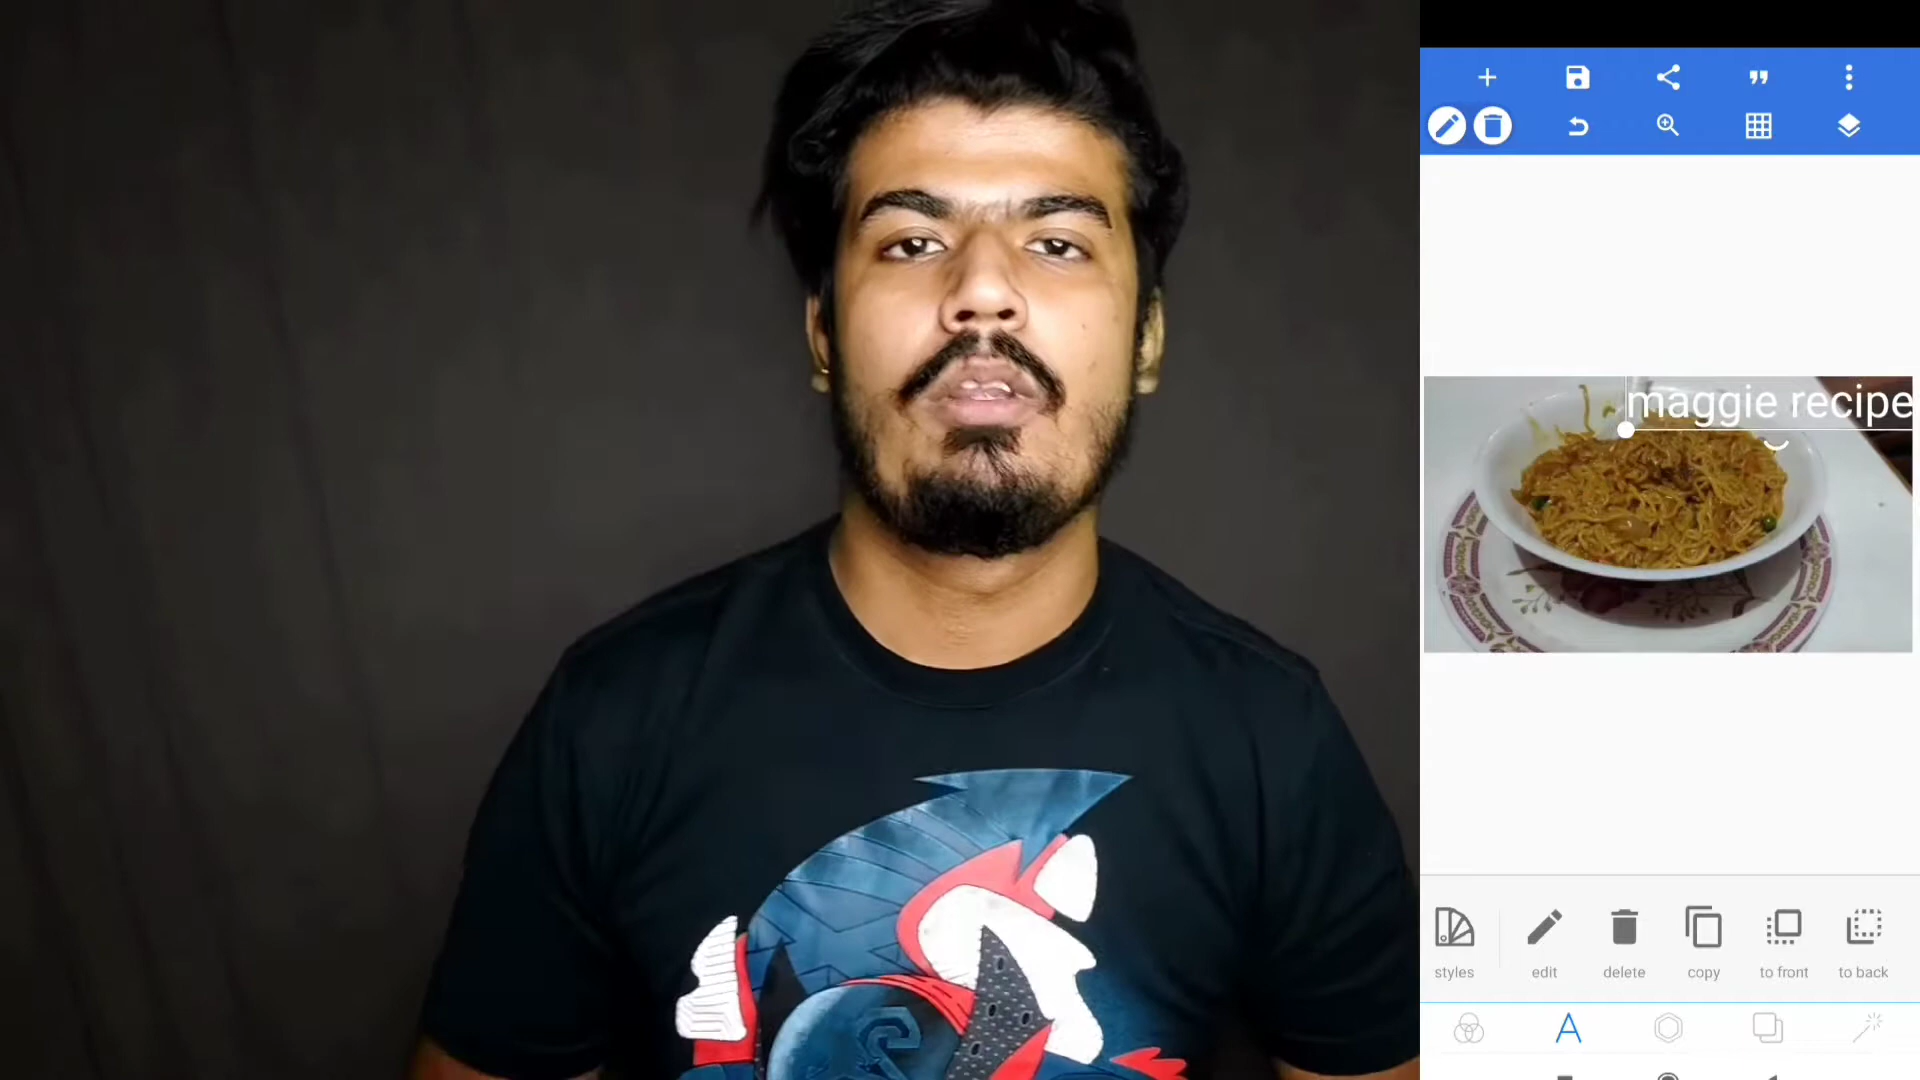 maggie recipe
styles
edit
delete
copy
to front
to back